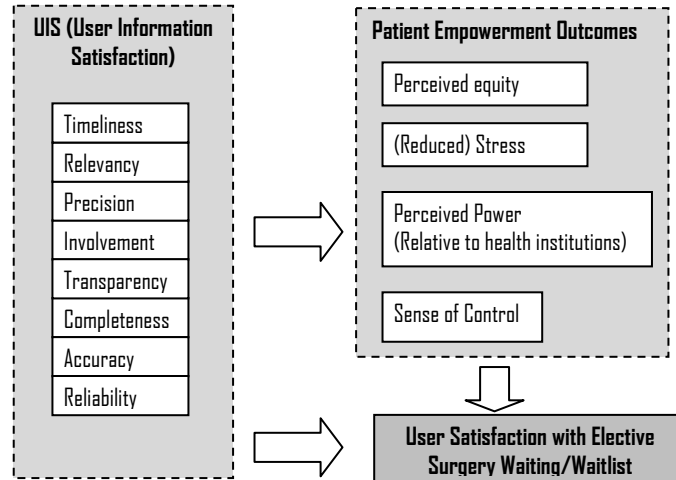 UIS (User Information
Satisfaction)
Timeliness
Relevancy
Precision
Involvement
Transparency
Completeness
Accuracy
Reliability
Patient Empowerment Outcomes
Perceived equity
(Reduced) Stress
Perceived Power
(Relative to health institutions)
Sense of Control
User Satisfaction with Elective
Surgery Waiting/Waitlist